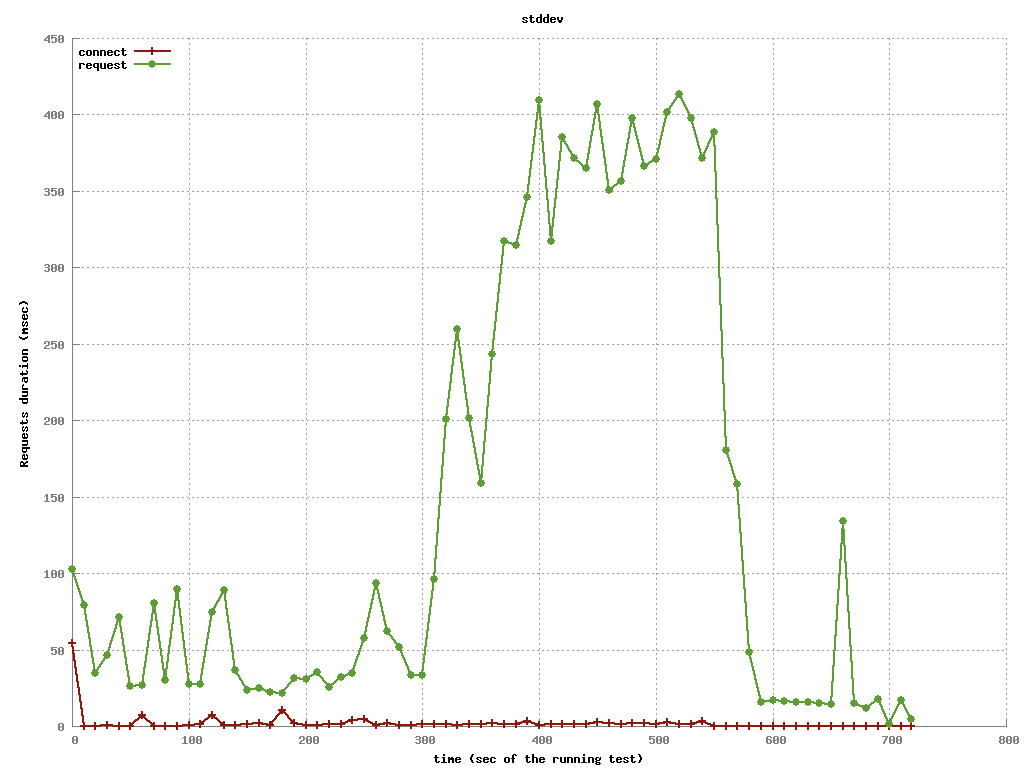 stddev
connect
request
450
400
350
300
250
200
150
100
50
0
Requests duration (msec)
0 100 200 300 400 500 600 700 800
time (sec of the running test)